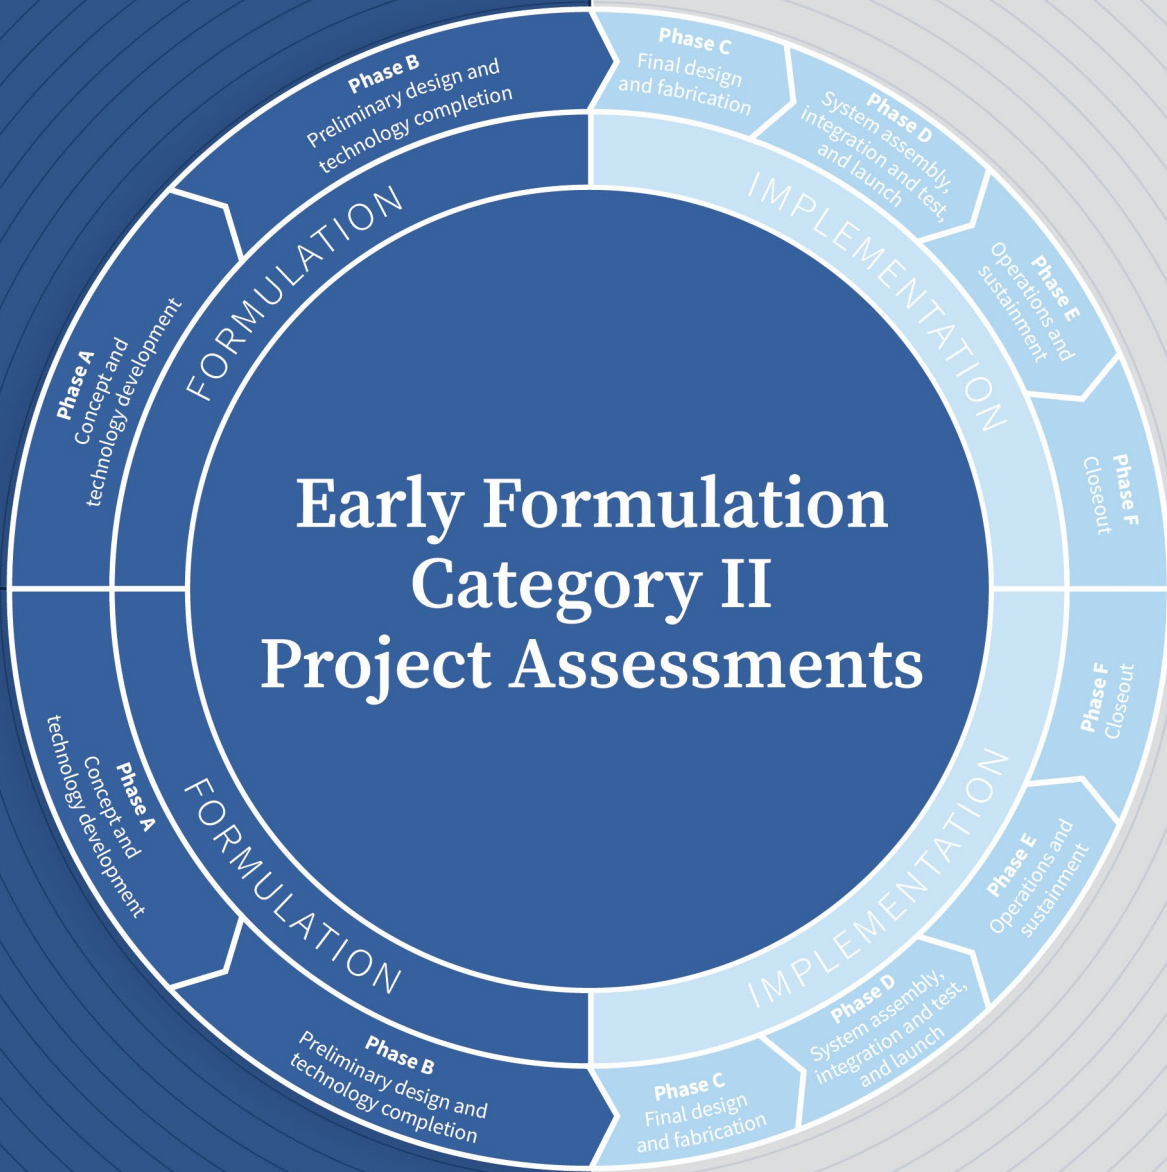 Phase A
Concept and
technology development
Phase B
Preliminary design and
technology completion
Phase C
Final design
and fabrication
Phase D
System assembly,
integration and test,
and launch
Phase E
Operations and
sustainment
Phase F
Closeout
FORMULATION
IMPLEMENTATION
Early Formulation
Category II
Project Assessments
FORMULATION
IMPLEMENTATION
Phase A
Concept and
technology development
Phase B
Preliminary design and
technology completion
Phase C
Final design
and fabrication
Phase D
System assembly,
integration and test,
and launch
Phase E
Operations and
sustainment
Phase F
Closeout